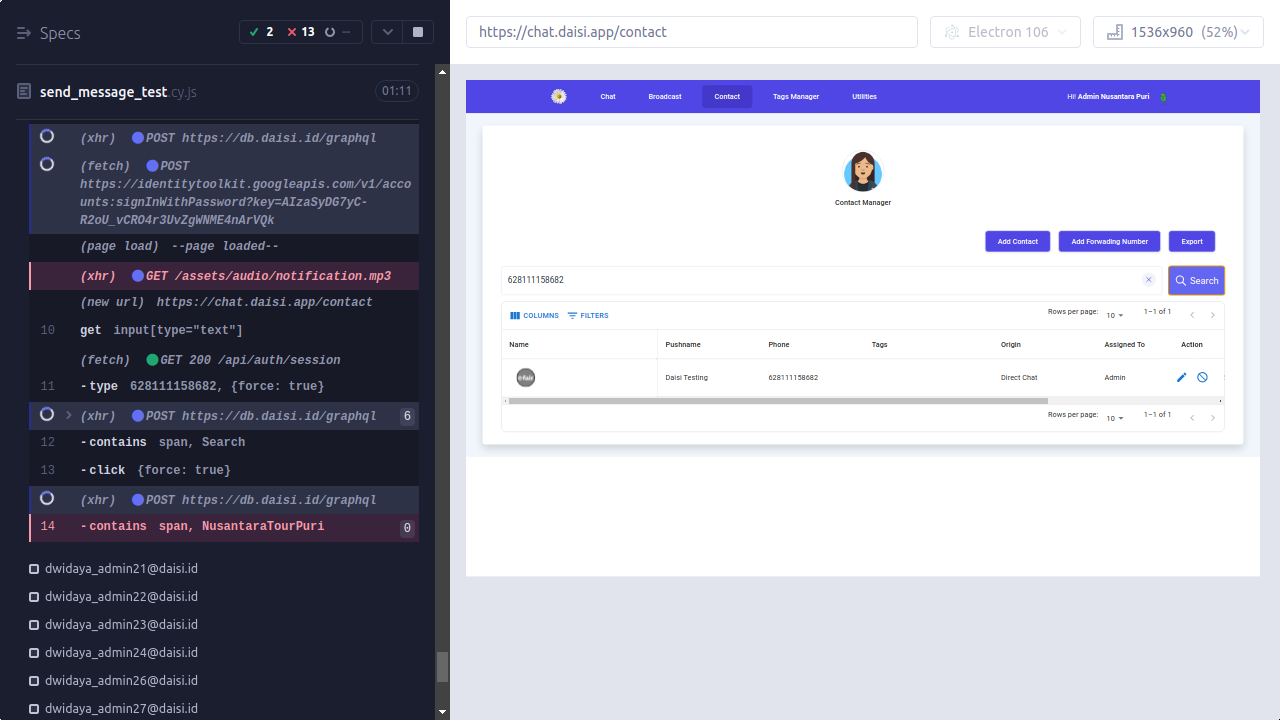 Specs
2
13
--
https://chat.daisi.app/contact
Electron 106
1536x960 (52%)
send_message_test.cy.js
01:11
(xhr) POST https://db.daisi.id/graphql
(fetch) POST
https://identitytoolkit.googleapis.com/v1/acco
unts:signInWithPassword?key=AIzaSyDG7yC-
R2oU_vCRO4r3UvZgWNME4nArVQk
(page load) --page loaded--
(xhr) GET /assets/audio/notification.mp3
(new url) https://chat.daisi.app/contact
10 get input[type="text"]
(fetch) GET 200 /api/auth/session
11 -type 628111158682, {force: true}
(xhr) POST https://db.daisi.id/graphql 6
12 -contains span, Search
13 -click {force: true}
(xhr) POST https://db.daisi.id/graphql
14 -contains span, NusantaraTourPuri 0
dwidaya_admin21@daisi.id
dwidaya_admin22@daisi.id
dwidaya_admin23@daisi.id
dwidaya_admin24@daisi.id
dwidaya_admin26@daisi.id
dwidaya_admin27@daisi.id
Chat Broadcast Contact Tags Manager Utilities Hi! Admin Nusantara Puri
Contact Manager
Add Contact Add Forwading Number Export
628111158682 Search
COLUMNS FILTERS Rows per page: 10 1–1 of 1
Name Pushname Phone Tags Origin Assigned To Action
Daisi Testing 628111158682 Direct Chat Admin
Rows per page: 10 1–1 of 1